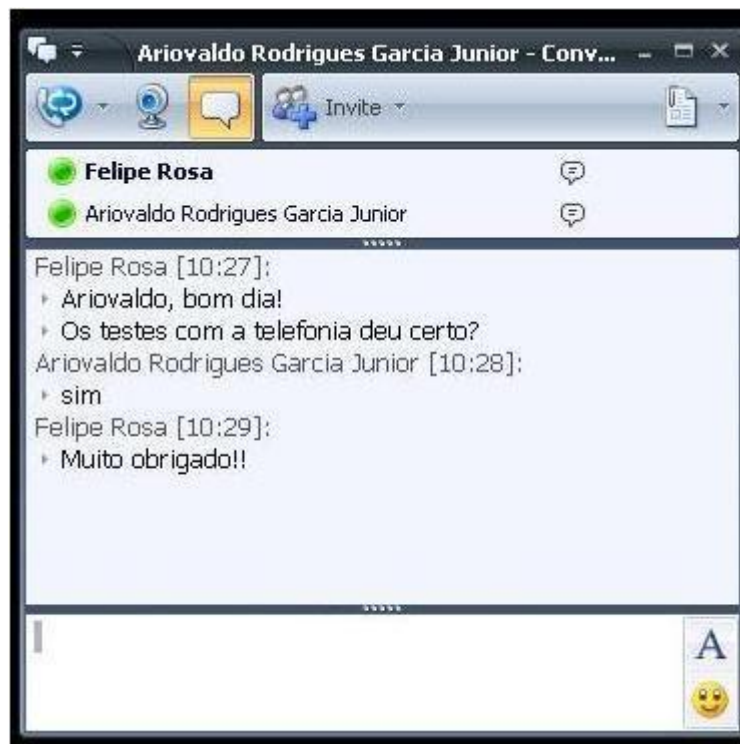 Ariovaldo Rodrigues Garcia Junior - Conv...
Invite
Felipe Rosa
Ariovaldo Rodrigues Garcia Junior
Felipe Rosa [10:27]:
Ariovaldo, bom dia!
Os testes com a telefonia deu certo?
Ariovaldo Rodrigues Garcia Junior [10:28]:
sim
Felipe Rosa [10:29]:
Muito obrigado!!
A